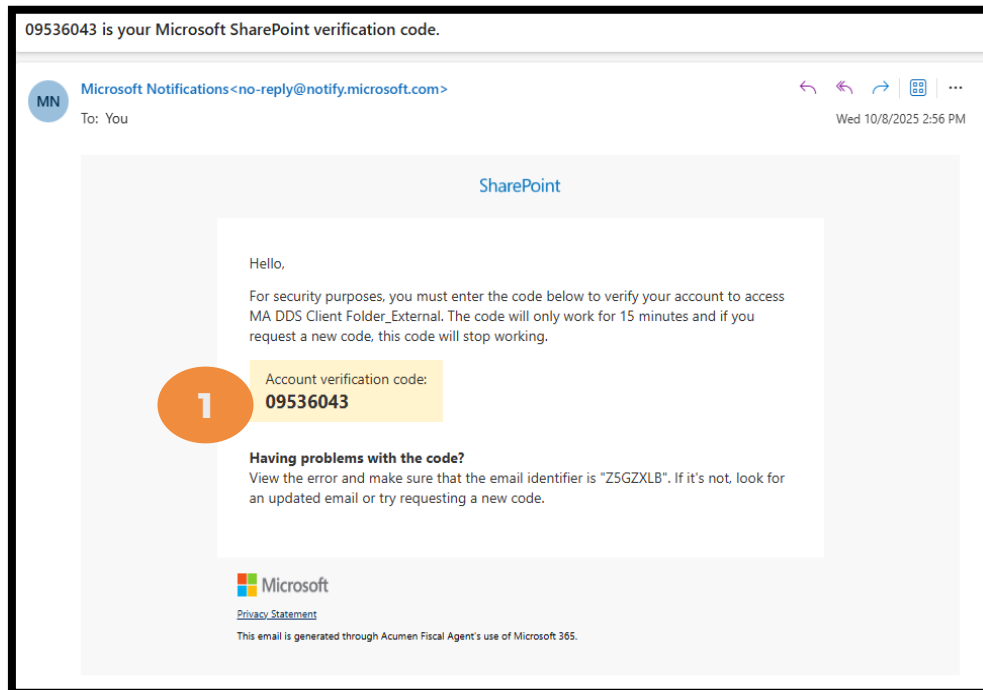 09536043 is your Microsoft SharePoint verification code.
MN
Microsoft Notifications<no-reply@notify.microsoft.com>
To: You
Wed 10/8/2025 2:56 PM
SharePoint
Hello,
For security purposes, you must enter the code below to verify your account to access
MA DDS Client Folder_External. The code will only work for 15 minutes and if you
request a new code, this code will stop working.
1
Account verification code:
09536043
Having problems with the code?
View the error and make sure that the email identifier is "Z5GZXLB". If it's not, look for
an updated email or try requesting a new code.
Microsoft
Privacy Statement
This email is generated through Acumen Fiscal Agent's use of Microsoft 365.